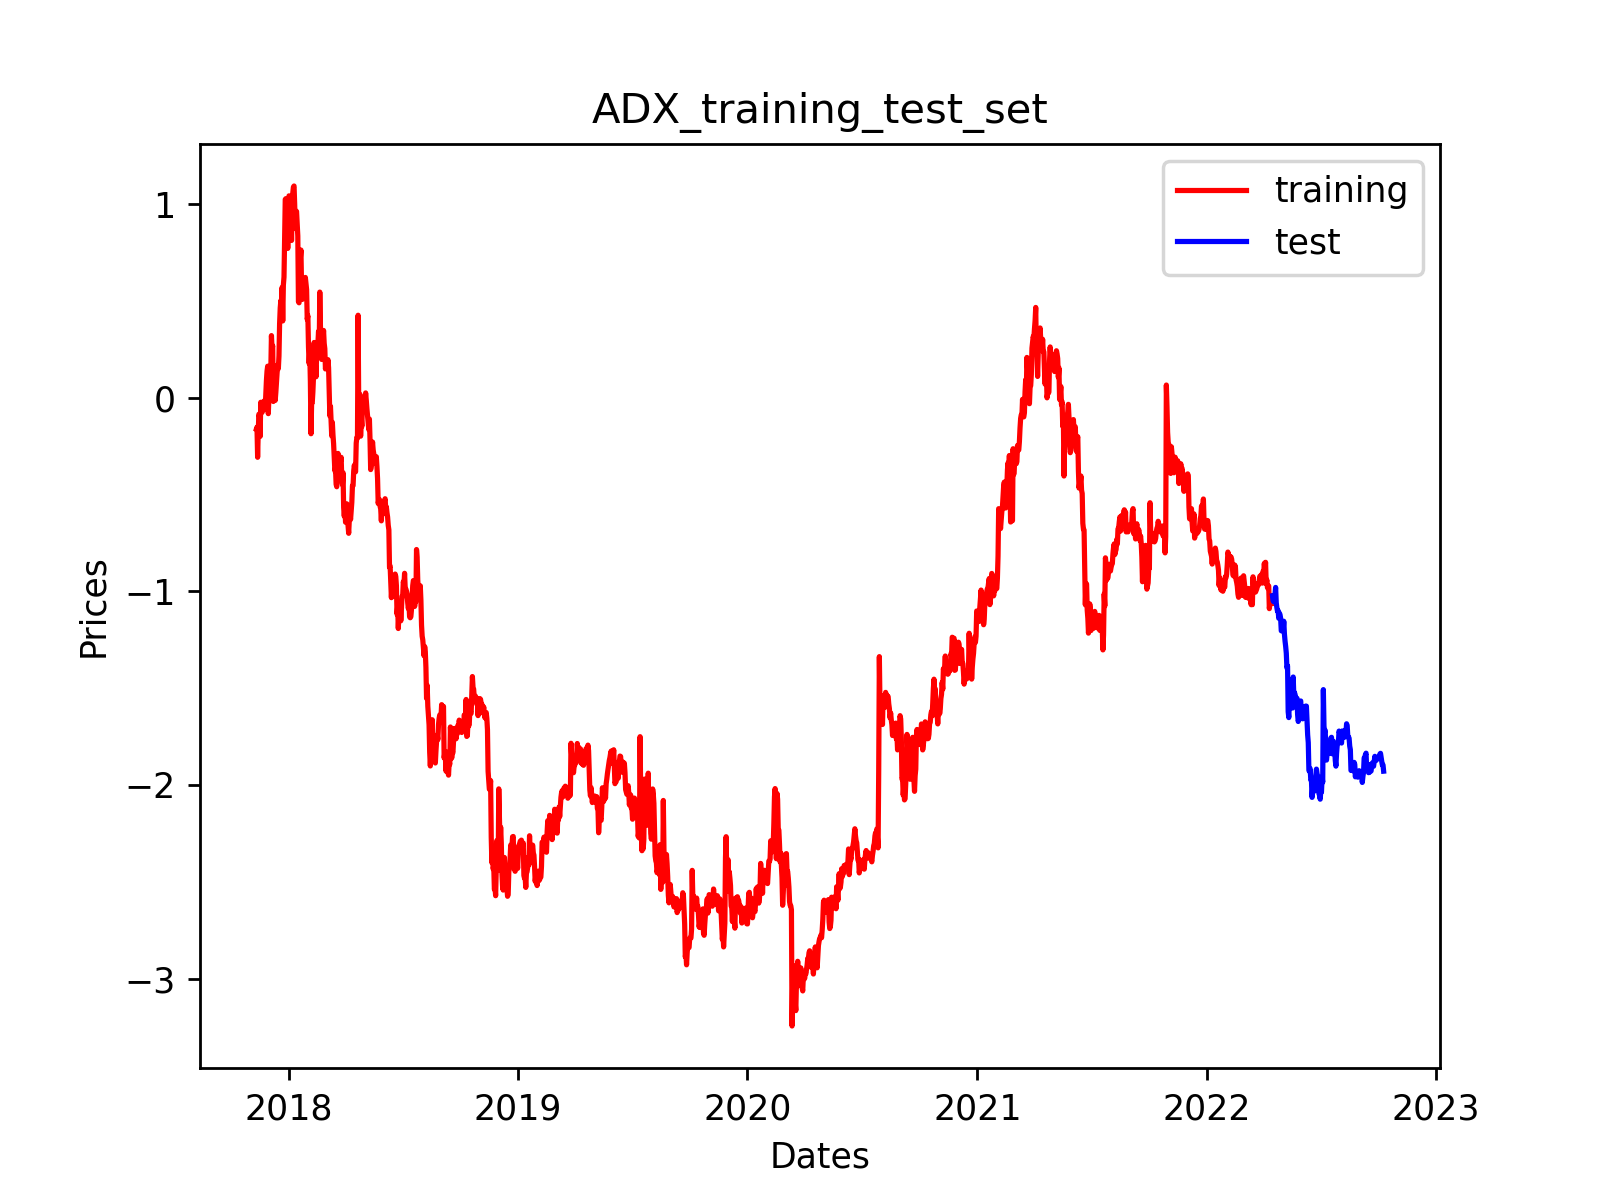 ADX_training_test_set
training
test
1
0
−1
−2
−3
Prices
2018 2019 2020 2021 2022 2023
Dates